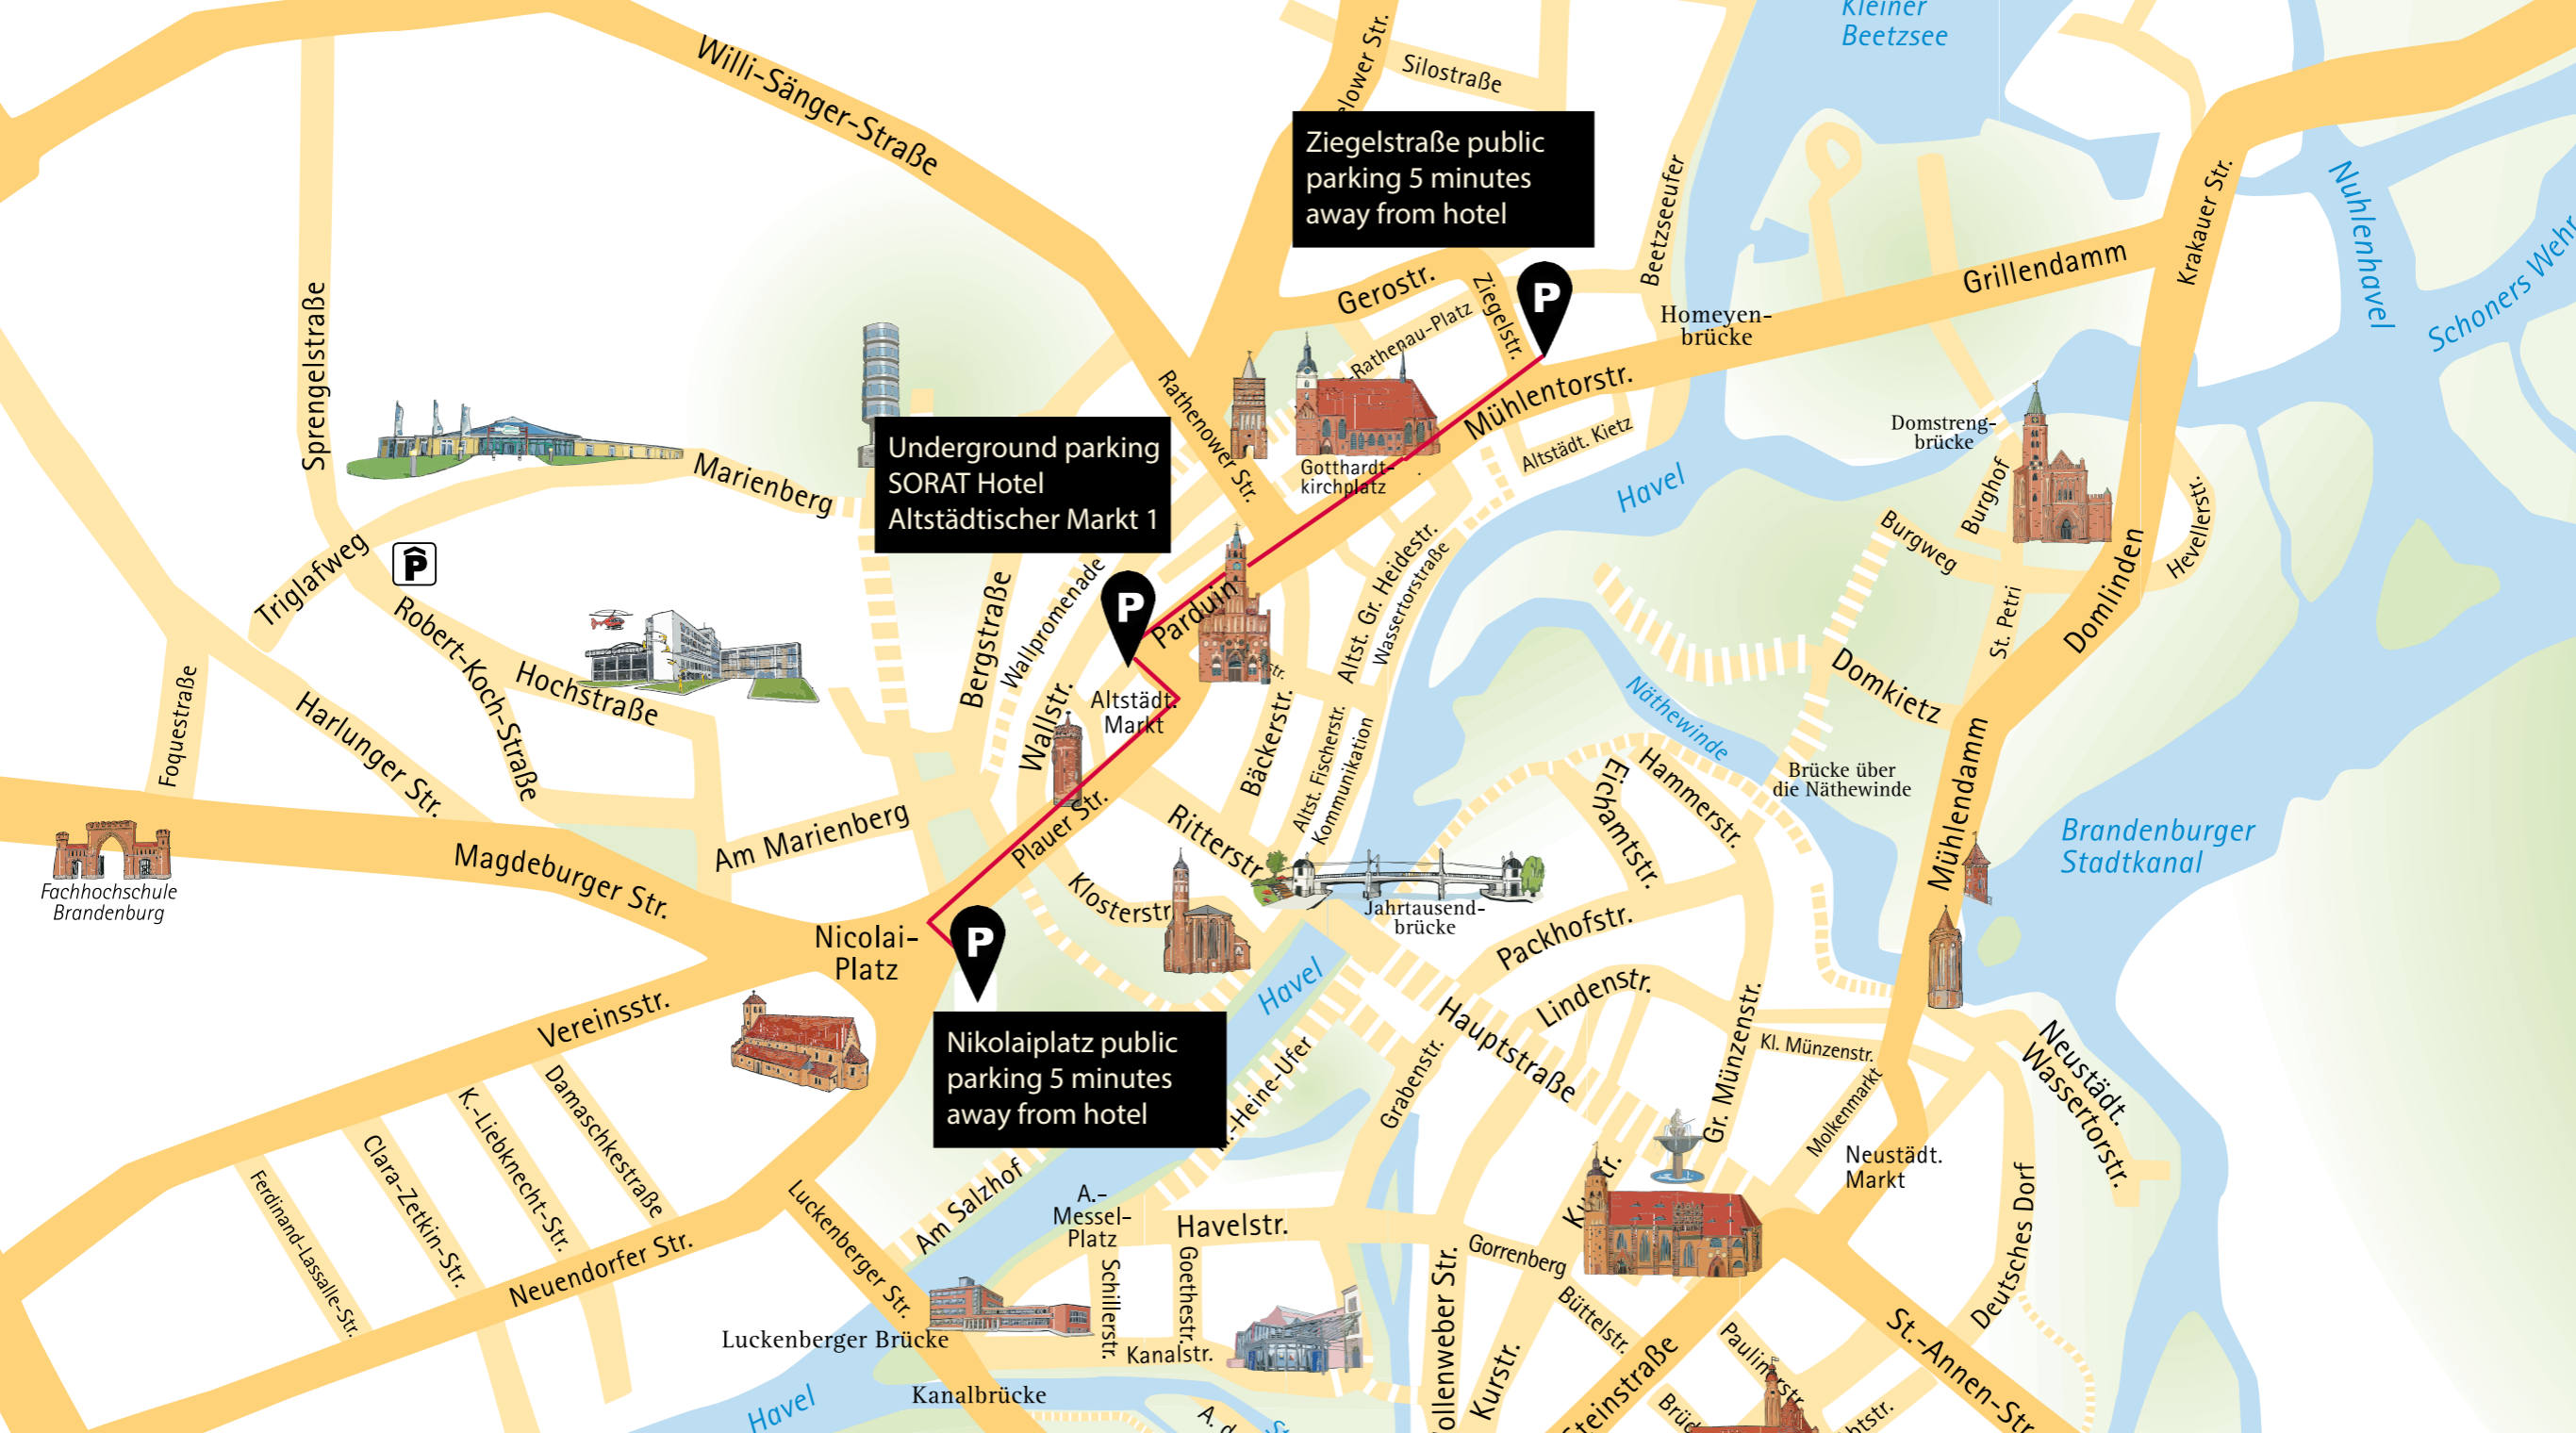 Kleiner
Beetzsee
Willi-Sänger-Straße
Silostraße
Ziegelstraße public
parking 5 minutes
away from hotel
P
Beetzseeufer
Krakauer Str.
Nuhlenhavel
Schoners Wehr
Grillendamm
Homeyen-
brücke
Gerostr.
Ziegelstr.
-Rathenau-Platz
Sprengelstraße
Mühlentorstr.
Rathenower Str.
Altstädt. Kietz
Gotthardt-
kirchplatz
Domstreng-
brücke
Havel
Burghof
Burgweg
Hevellerstr.
Marienberg
Underground parking
SORAT Hotel
Altstädtischer Markt 1
P
P
Triglafweg
Robert-Koch-Straße
Hochstraße
Bergstraße
Wallpromenade
Parduin
Altst. Gr. Heidestr.
Wassertorstraße
St. Petri
Domlinden
Domkietz
Foquestraße
Harlunger Str.
Wallstr.
Altstädt.
Markt
str.
Bäckerstr.
Altst. Fischerstr.
Kommunikation
Näthewinde
Brücke über
die Näthewinde
Hammerstr.
Eichamtstr.
Mühlendamm
Brandenburger
Stadtkanal
Fachhochschule
Brandenburg
Magdeburger Str.
Am Marienberg
Plauer Str.
Ritterstr.
Klosterstr.
Jahrtausend-
brücke
Packhofstr.
Lindenstr.
Hauptstraße
Nicolai-
Platz
P
Vereinsstr.
Nikolaiplatz public
parking 5 minutes
away from hotel
Havel
-Heine-Ufer
Grabenstr.
Gr. Münzenstr.
Kl. Münzenstr.
Molkenmarkt
Neustädt.
Wassertorstr.
Neustädt.
Markt
Deutsches Dorf
Damaschkestraße
K.-Liebknecht-Str.
Clara-Zetkin-Str.
Ferdinand-Lassalle-Str.
Neuendorfer Str.
Luckenberger Str.
Am Salzhof
A.-
Messel-
Platz
Havelstr.
Schillerstr.
Goethestr.
Kanalstr.
Gorrenberg
Büttelstr.
Kurstr.
Luckenberger Brücke
Kanalbrücke
Havel
St.-Annen-Str